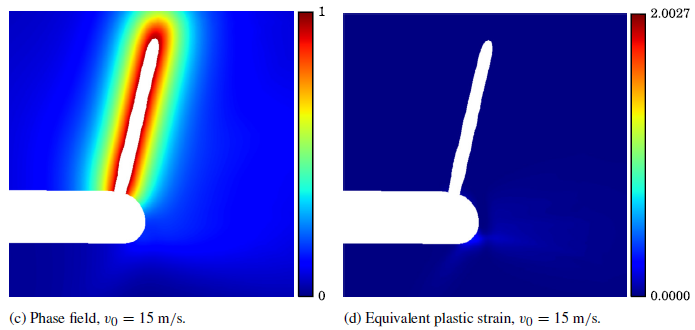 1
2.0027
0
0.0000
(c) Phase field, v0 = 15 m/s.
(d) Equivalent plastic strain, v0 = 15 m/s.